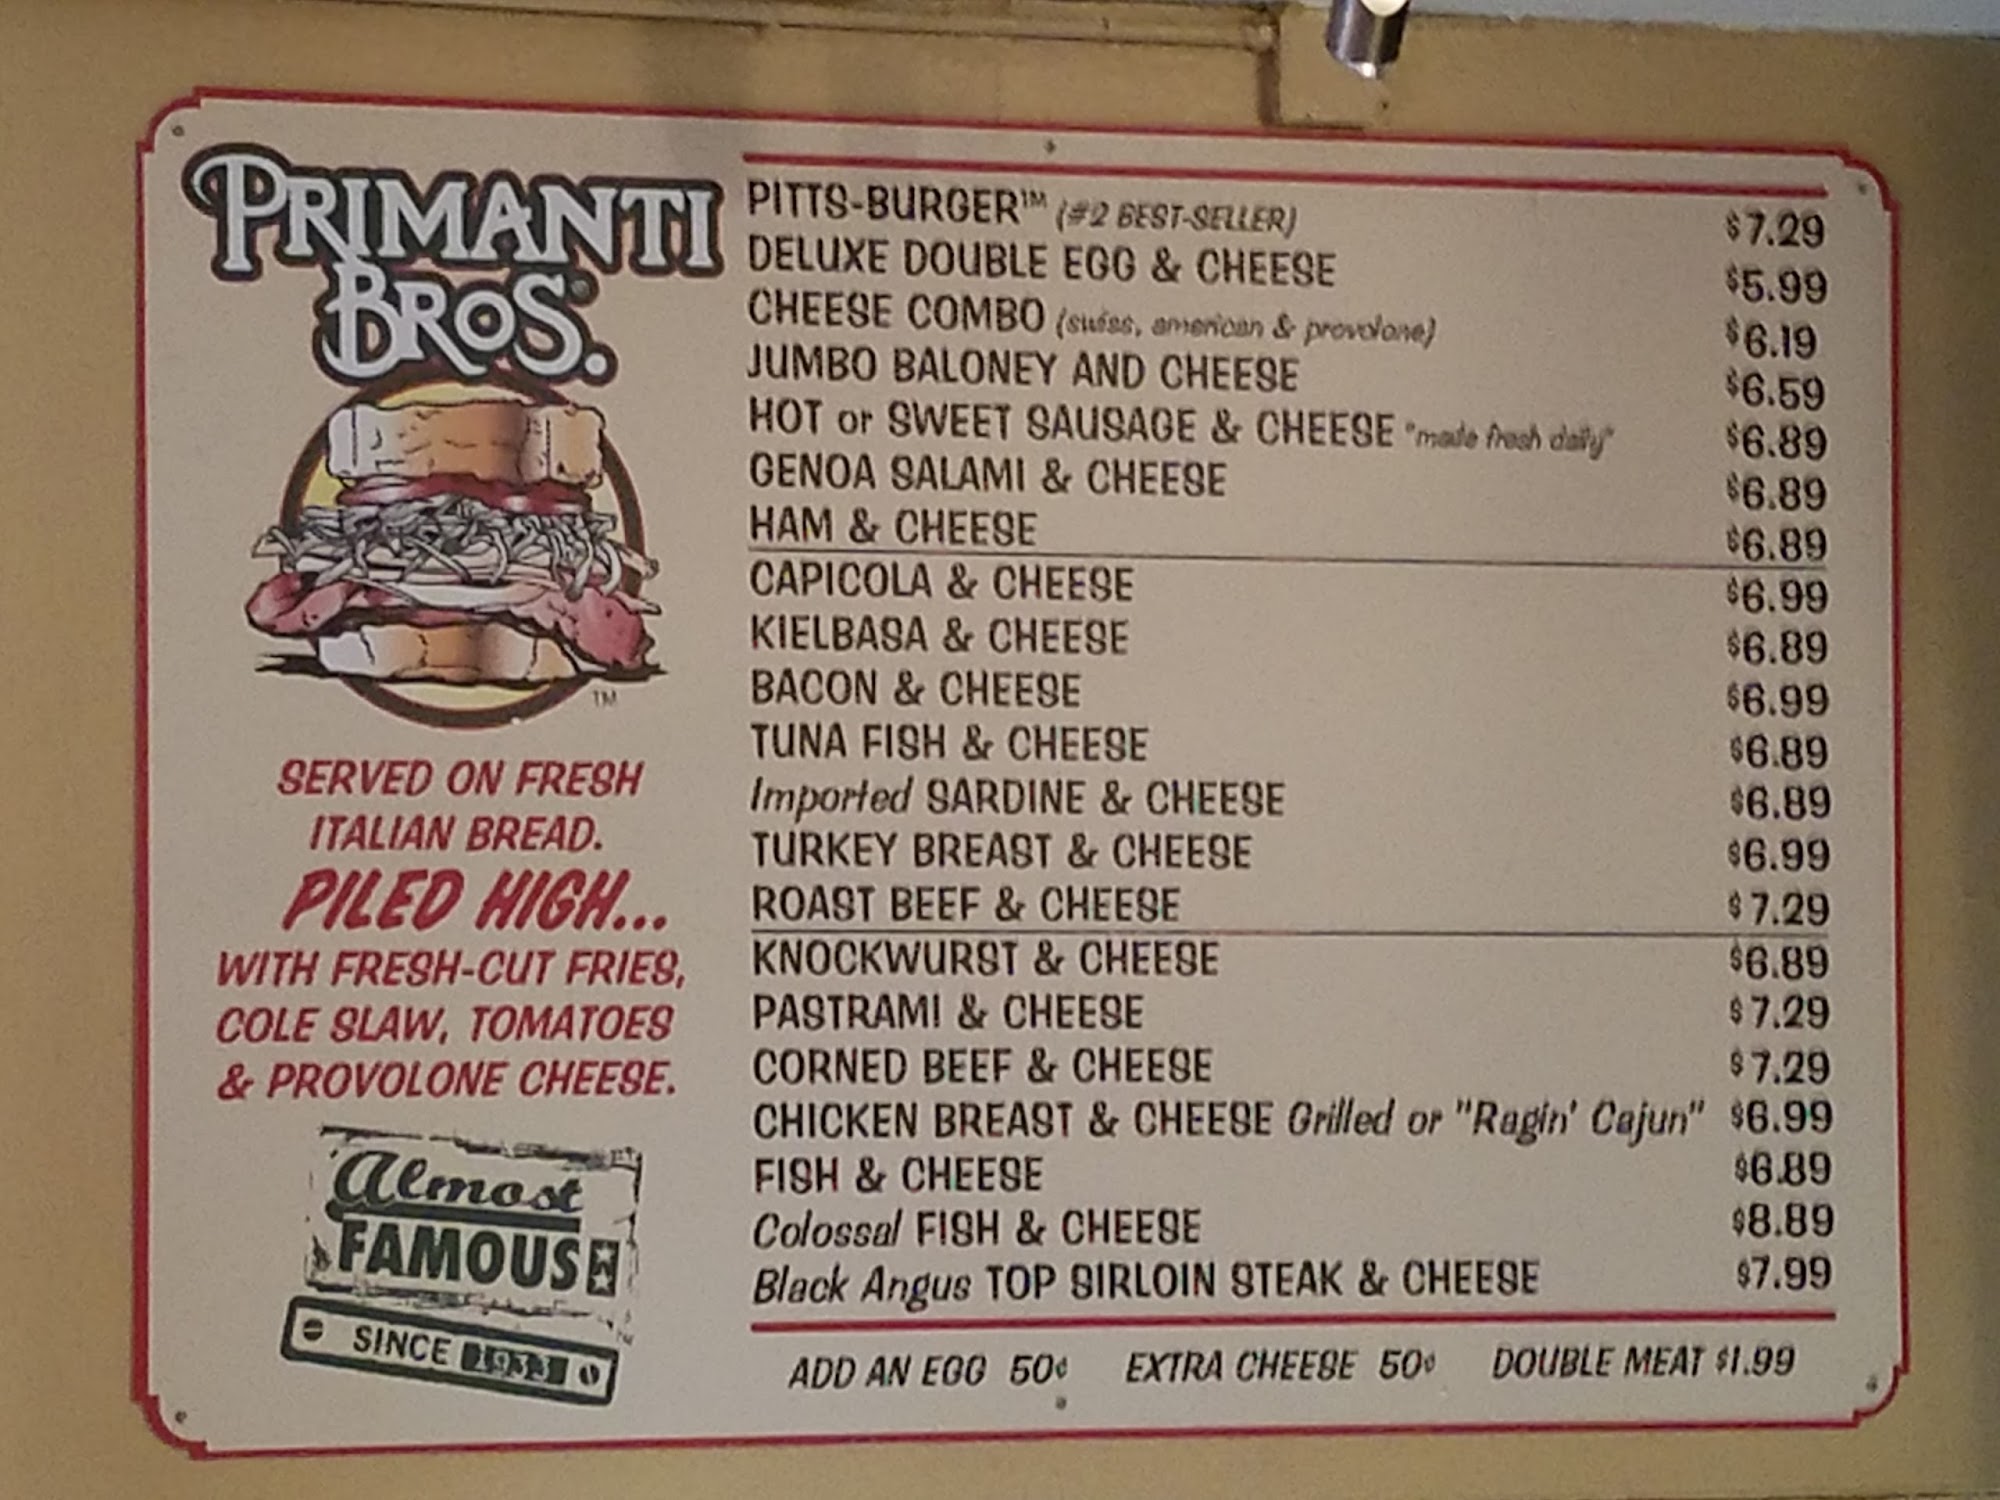 PRIMANTI
BROS.®
TM
SERVED ON FRESH
ITALIAN BREAD.
PILED HIGH...
WITH FRESH-CUT FRIES,
COLE SLAW, TOMATOES
& PROVOLONE CHEESE.
Almost
FAMOUS
SINCE 1933
PITTS-BURGER™ (#2 BEST-SELLER) $7.29
DELUXE DOUBLE EGG & CHEESE $5.99
CHEESE COMBO (swiss, american & provolone) $6.19
JUMBO BALONEY AND CHEESE $6.59
HOT or SWEET SAUSAGE & CHEESE "made fresh daily" $6.89
GENOA SALAMI & CHEESE $6.89
HAM & CHEESE $6.89
CAPICOLA & CHEESE $6.99
KIELBASA & CHEESE $6.89
BACON & CHEESE $6.99
TUNA FISH & CHEESE $6.89
Imported SARDINE & CHEESE $6.89
TURKEY BREAST & CHEESE $6.99
ROAST BEEF & CHEESE $7.29
KNOCKWURST & CHEESE $6.89
PASTRAMI & CHEESE $7.29
CORNED BEEF & CHEESE $7.29
CHICKEN BREAST & CHEESE Grilled or "Ragin' Cajun" $6.99
FISH & CHEESE $6.89
Colossal FISH & CHEESE $8.89
Black Angus TOP SIRLOIN STEAK & CHEESE $7.99
ADD AN EGG 50¢ EXTRA CHEESE 50¢ DOUBLE MEAT $1.99